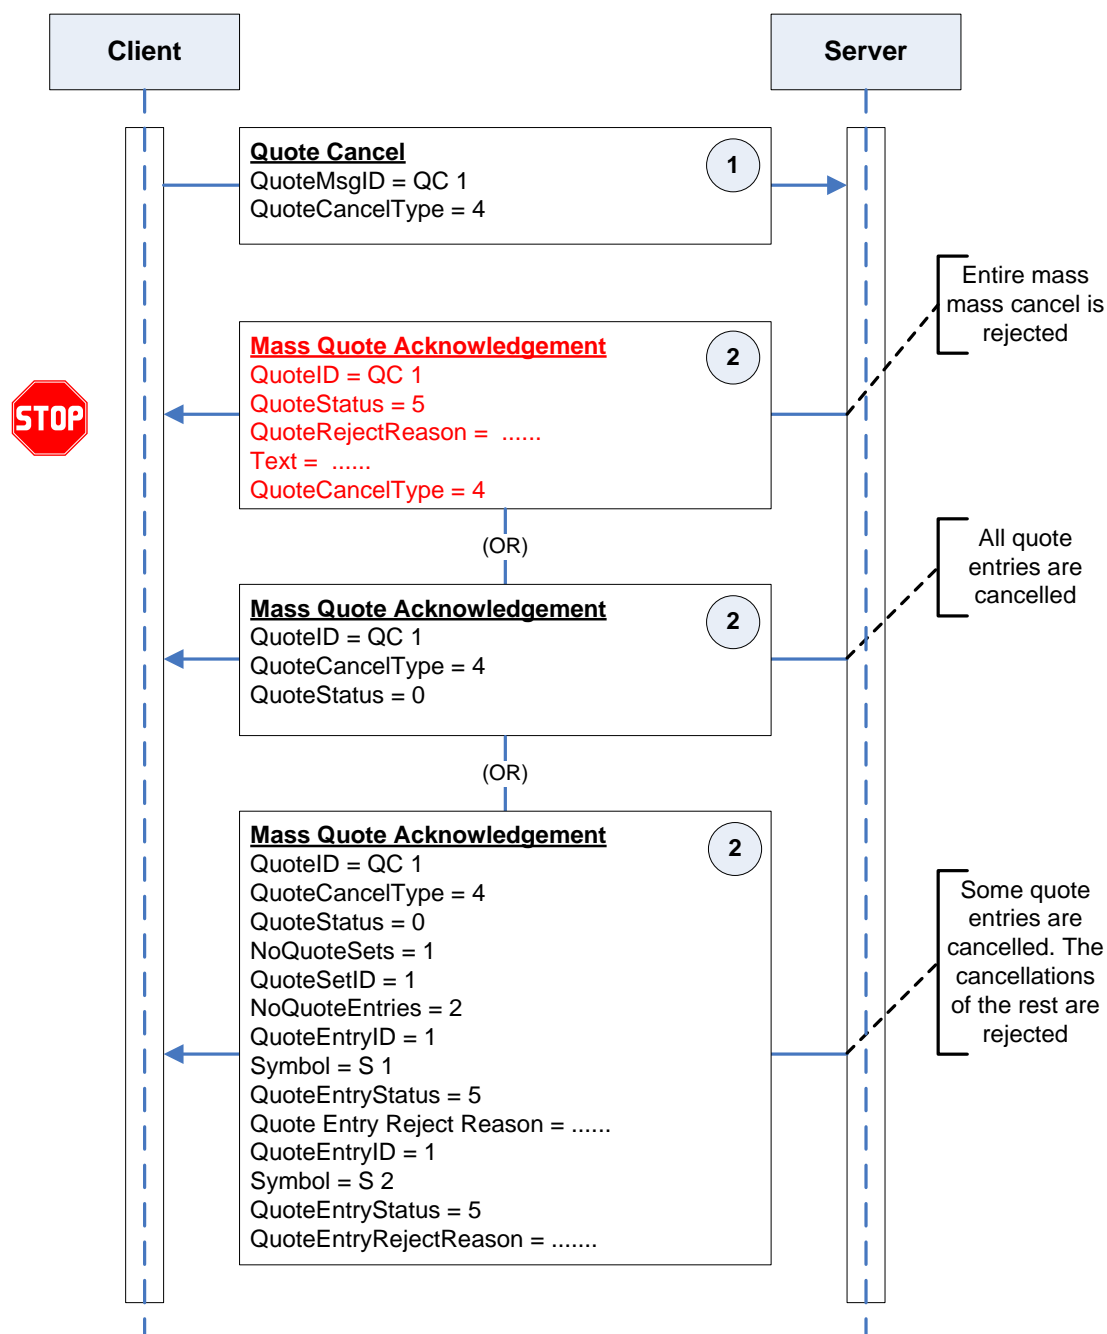 Client
Server
Quote Cancel
1
QuoteMsgID = QC 1
QuoteCancelType = 4
Entire mass
mass cancel is
rejected
Mass Quote Acknowledgement
2
QuoteID = QC 1
QuoteStatus = 5
QuoteRejectReason = ......
Text = ......
QuoteCancelType = 4
STOP
(OR)
All quote
entries are
cancelled
Mass Quote Acknowledgement
2
QuoteID = QC 1
QuoteCancelType = 4
QuoteStatus = 0
(OR)
Mass Quote Acknowledgement
2
QuoteID = QC 1
QuoteCancelType = 4
QuoteStatus = 0
NoQuoteSets = 1
QuoteSetID = 1
NoQuoteEntries = 2
QuoteEntryID = 1
Symbol = S 1
QuoteEntryStatus = 5
Quote Entry Reject Reason = ......
QuoteEntryID = 1
Symbol = S 2
QuoteEntryStatus = 5
QuoteEntryRejectReason = .......
Some quote
entries are
cancelled. The
cancellations
of the rest are
rejected